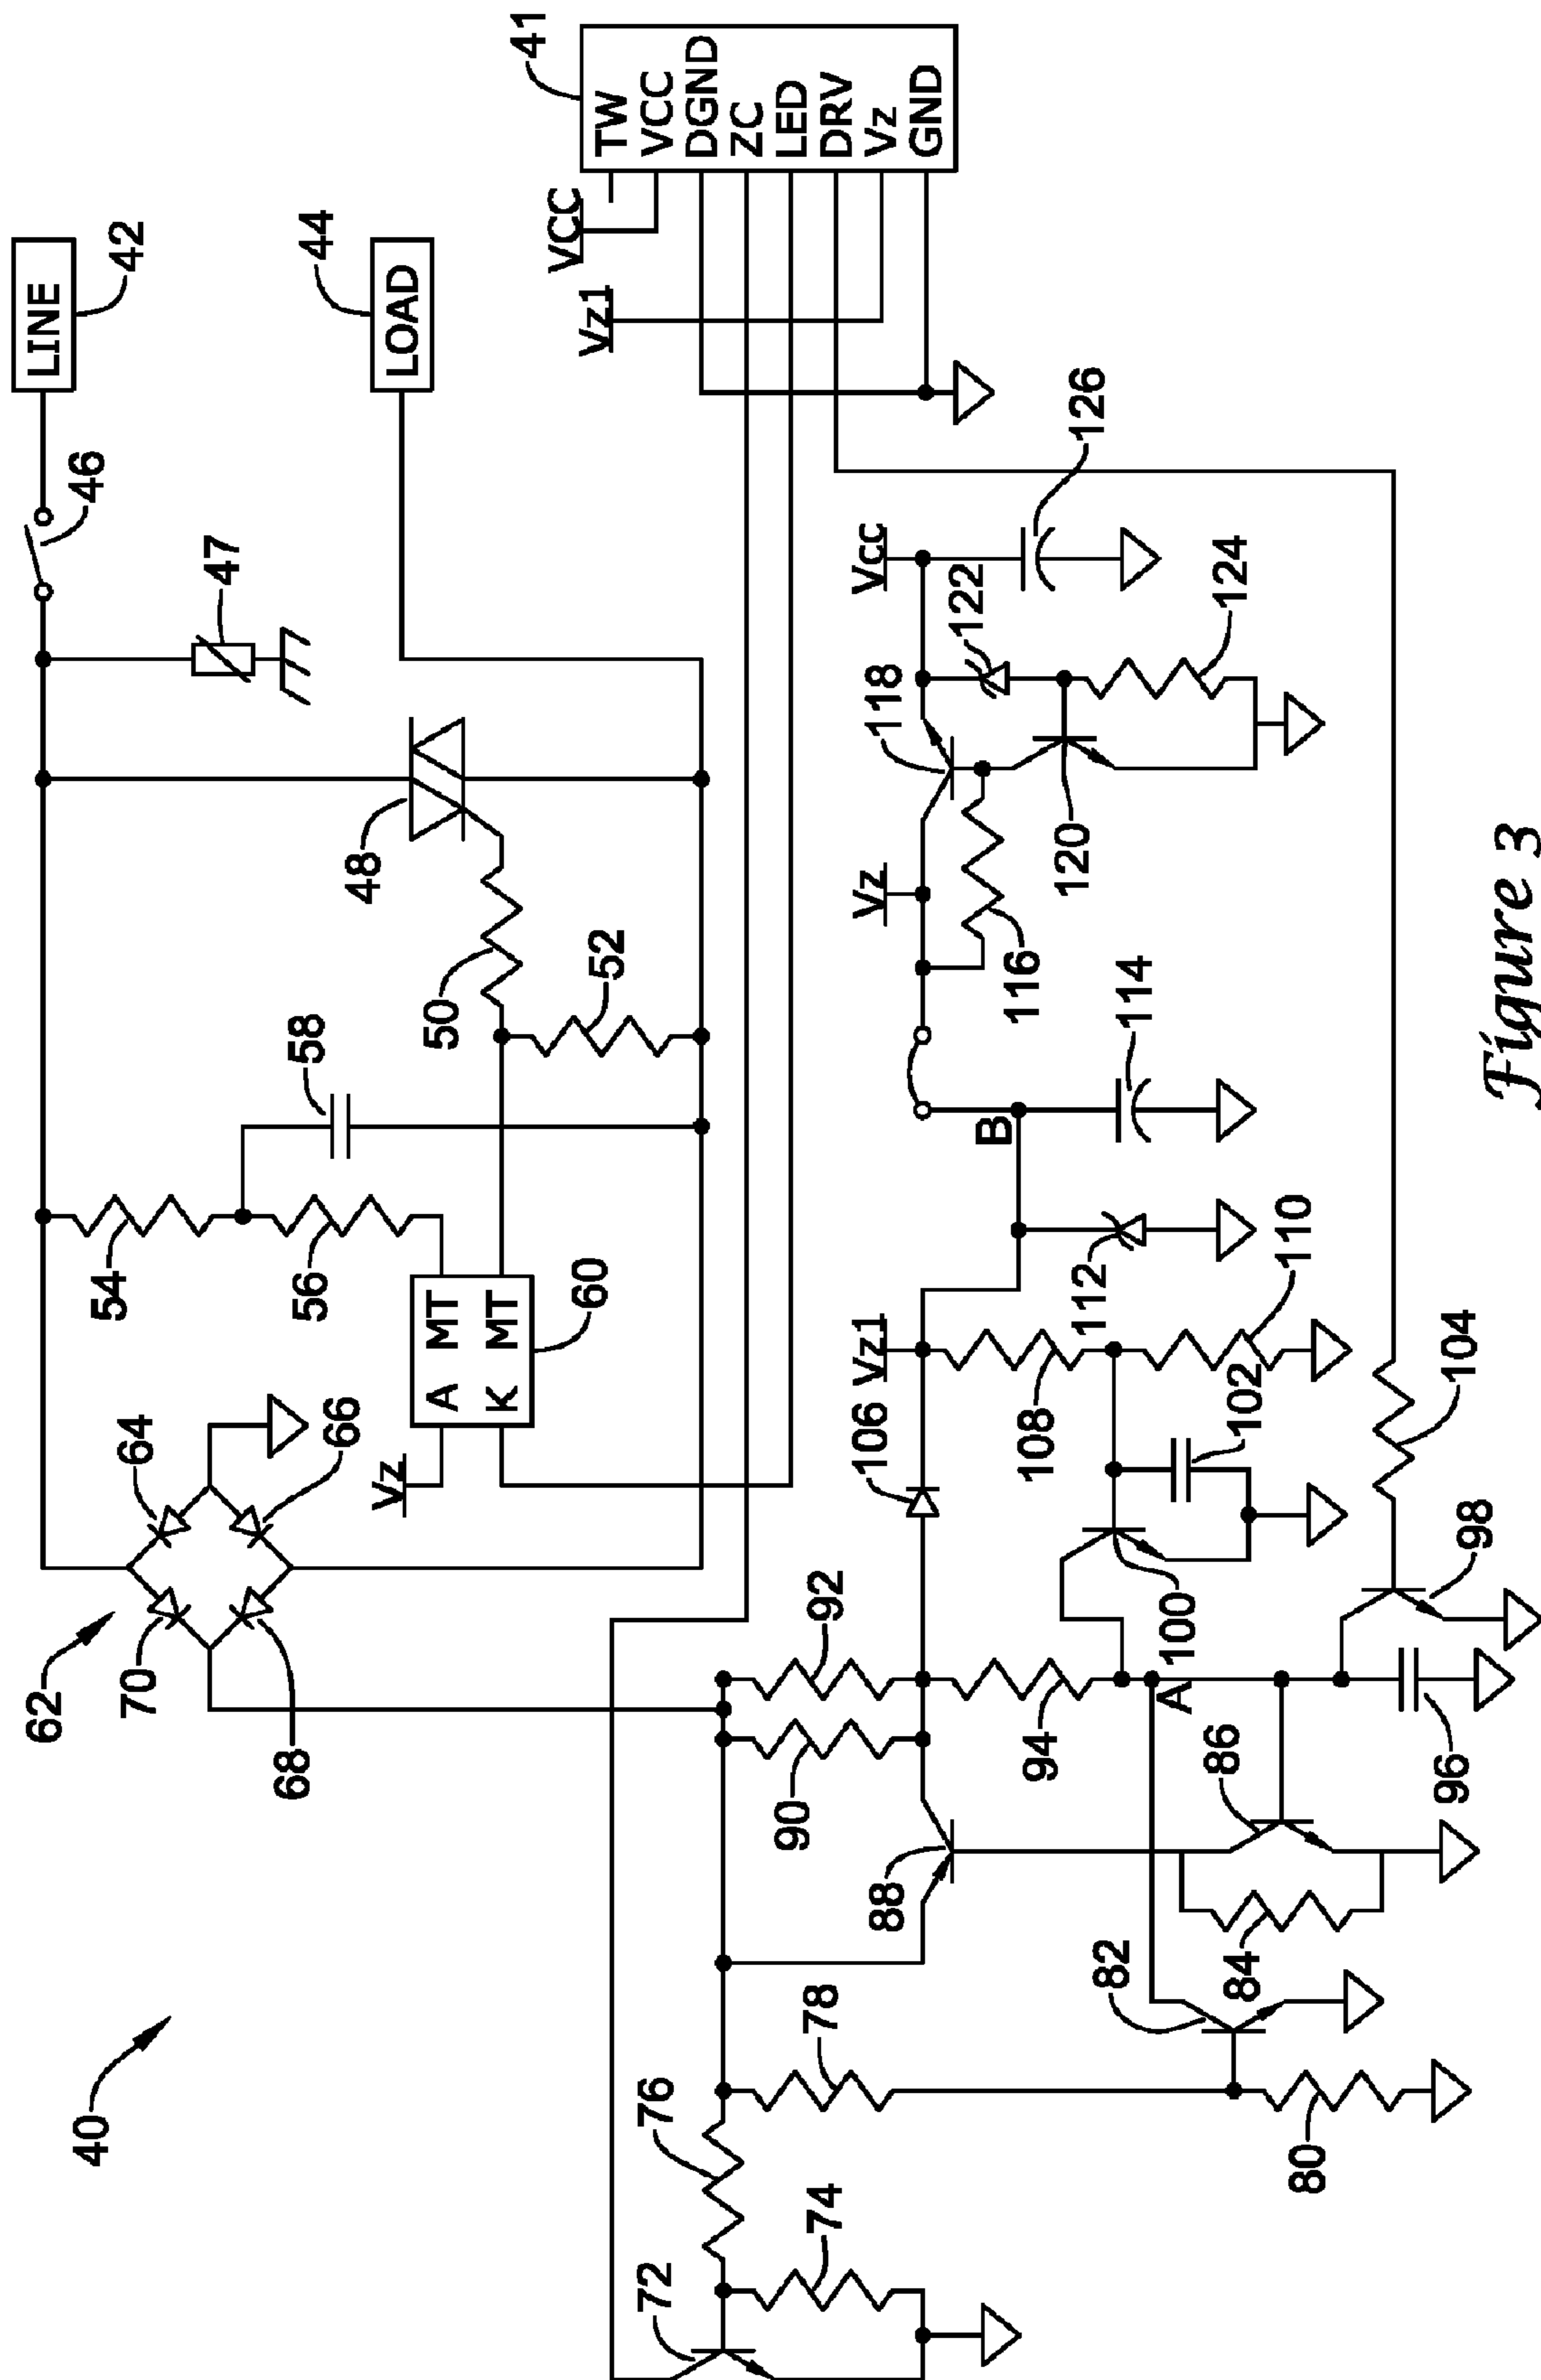 40
62
64
66
68
70
LINE
42
46
47
LOAD
44
48
50
52
54
56
58
A MT
K MT
60
Vz
41
TW
VCC
DGND
ZC
LED
DRV
Vz
GND
VCC
Vz1
72
74
76
78
80
82
84
86
88
90
92
94
A
96
98
100
102
104
106
Vz1
108
110
112
B
114
Vz
116
118
120
Vcc
122
124
126
Figure 3